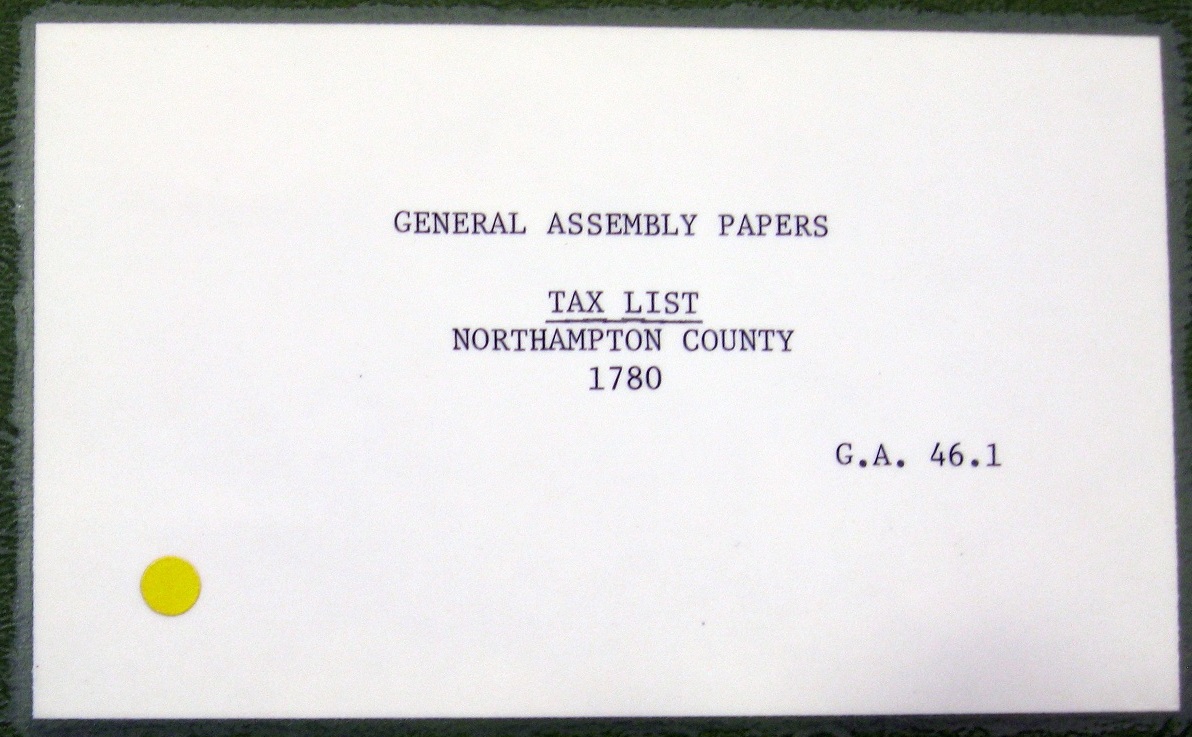 GENERAL ASSEMBLY PAPERS
TAX LIST
NORTHAMPTON COUNTY
1780
G.A. 46.1